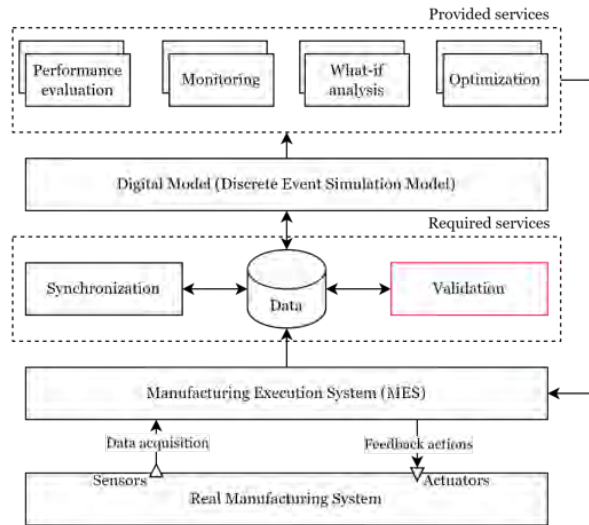 Provided services
Performance
evaluation
Monitoring
What-if
analysis
Optimization
Digital Model (Discrete Event Simulation Model)
Required services
Synchronization
Data
Validation
Manufacturing Execution System (MES)
Data acquisition
Feedback actions
Sensors
Actuators
Real Manufacturing System